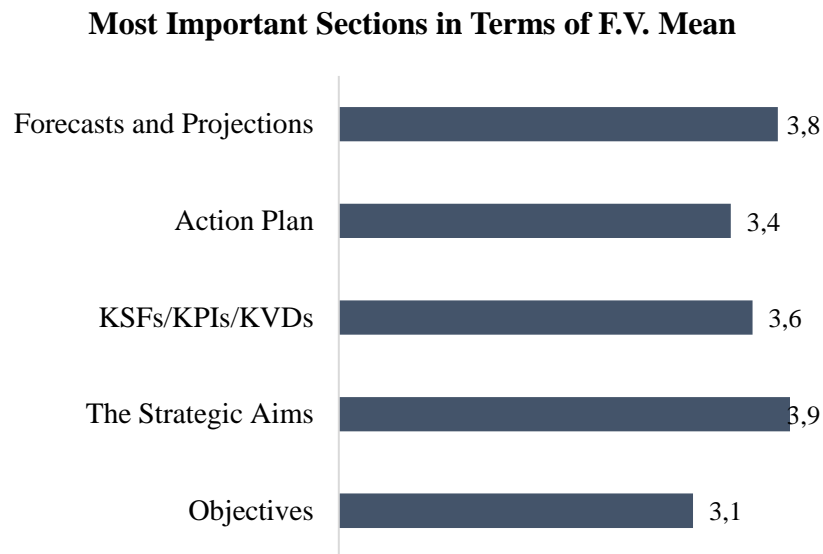 Most Important Sections in Terms of F.V. Mean
Forecasts and Projections 3,8
Action Plan 3,4
KSFs/KPIs/KVDs 3,6
The Strategic Aims 3,9
Objectives 3,1